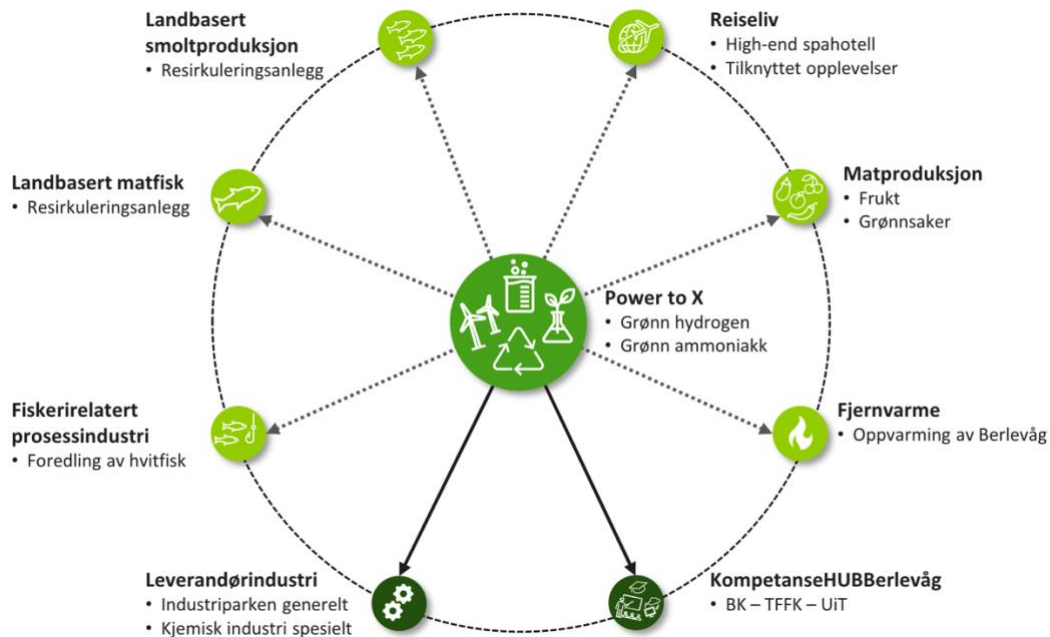 Landbasert
smoltproduksjon
• Resirkuleringsanlegg
Reiseliv
• High-end spahotell
• Tilknyttet opplevelser
Landbasert matfisk
• Resirkuleringsanlegg
Matproduksjon
• Frukt
• Grønnsaker
Power to X
• Grønn hydrogen
• Grønn ammoniakk
Fiskerirelatert
prosessindustri
• Foredling av hvitfisk
Fjernvarme
• Oppvarming av Berlevåg
Leverandørindustri
• Industriparken generelt
• Kjemisk industri spesielt
KompetanseHUBBerlevåg
• BK – TFFK – UiT